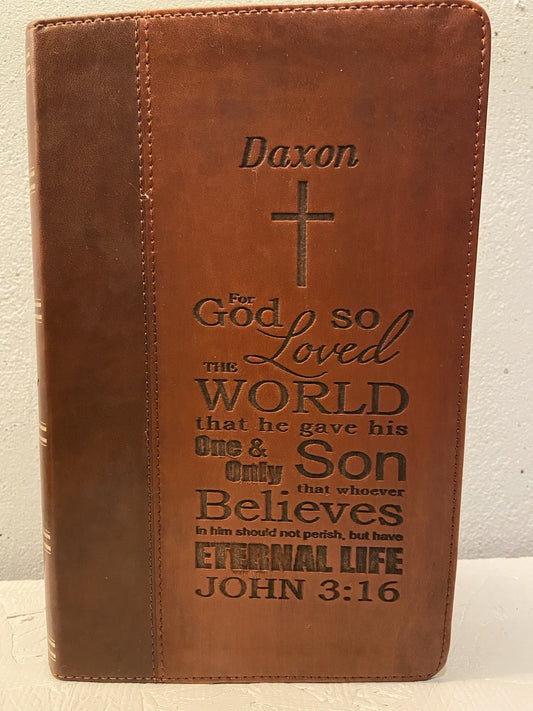 Daxon
For
God so
Loved
THE
WORLD
that he gave his
One &
Only Son
that whoever
Believes
in him should not perish, but have
ETERNAL LIFE
JOHN 3:16